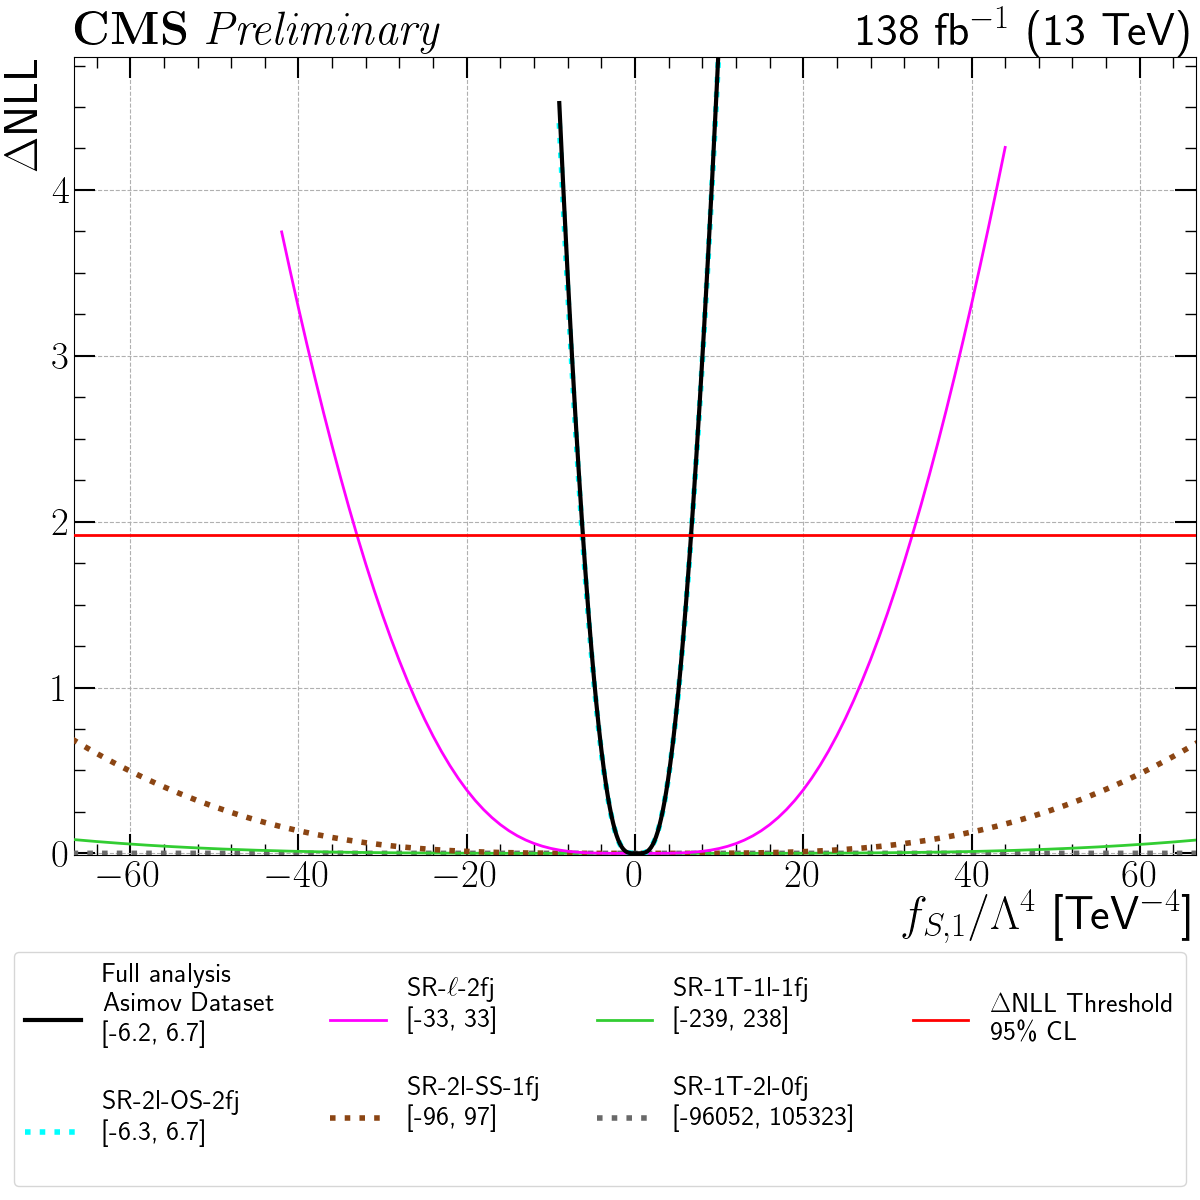 CMS Preliminary 138 fb⁻¹ (13 TeV)
ΔNLL
4
3
2
1
0
−60 −40 −20 0 20 40 60
f_{S,1}/Λ⁴ [TeV⁻⁴]
Full analysis
Asimov Dataset
[-6.2, 6.7]
SR-2l-OS-2fj
[-6.3, 6.7]
SR-ℓ-2fj
[-33, 33]
SR-2l-SS-1fj
[-96, 97]
SR-1T-1l-1fj
[-239, 238]
SR-1T-2l-0fj
[-96052, 105323]
ΔNLL Threshold
95% CL